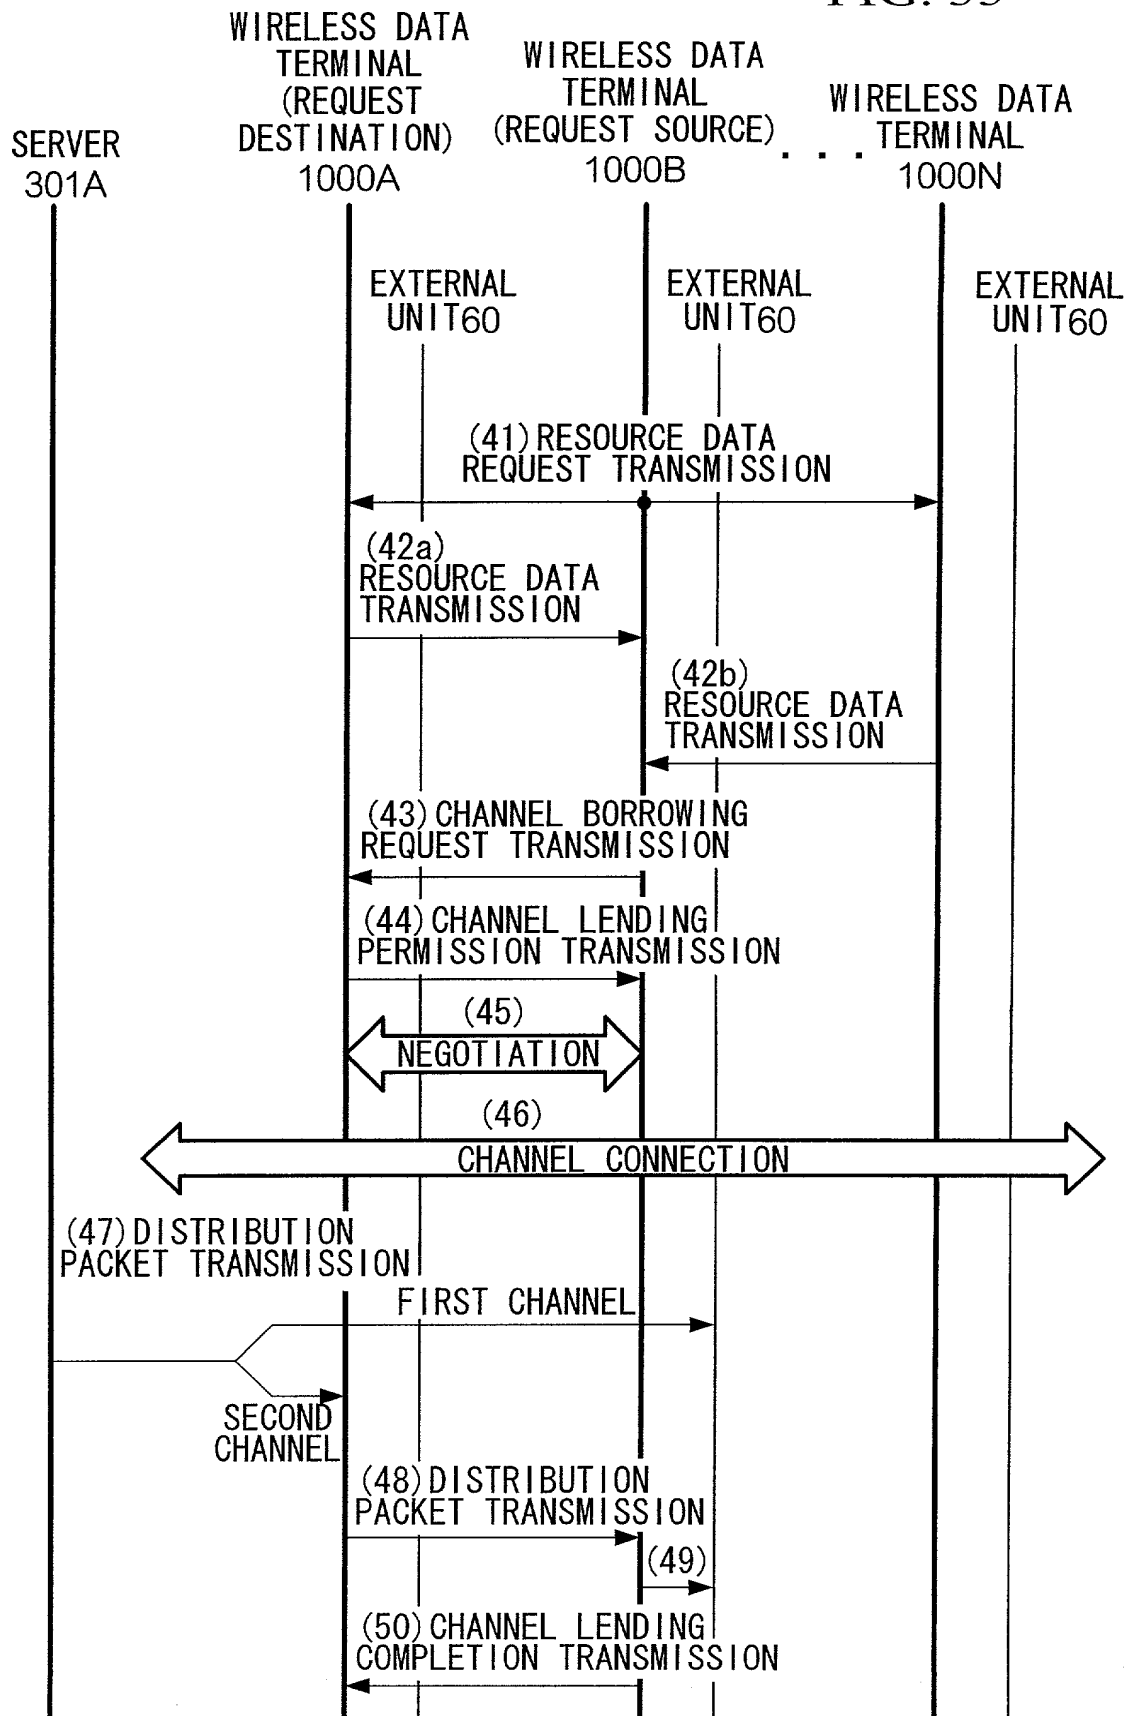 FIG. 33
WIRELESS DATA
TERMINAL
(REQUEST
DESTINATION)
1000A
WIRELESS DATA
TERMINAL
(REQUEST SOURCE)
1000B
. . .
WIRELESS DATA
TERMINAL
1000N
SERVER
301A
EXTERNAL
UNIT60
EXTERNAL
UNIT60
EXTERNAL
UNIT60
(41) RESOURCE DATA
REQUEST TRANSMISSION
(42a)
RESOURCE DATA
TRANSMISSION
(42b)
RESOURCE DATA
TRANSMISSION
(43) CHANNEL BORROWING
REQUEST TRANSMISSION
(44) CHANNEL LENDING
PERMISSION TRANSMISSION
(45)
NEGOTIATION
(46)
CHANNEL CONNECTION
(47) DISTRIBUTION
PACKET TRANSMISSION
FIRST CHANNEL
SECOND
CHANNEL
(48) DISTRIBUTION
PACKET TRANSMISSION
(49)
(50) CHANNEL LENDING
COMPLETION TRANSMISSION